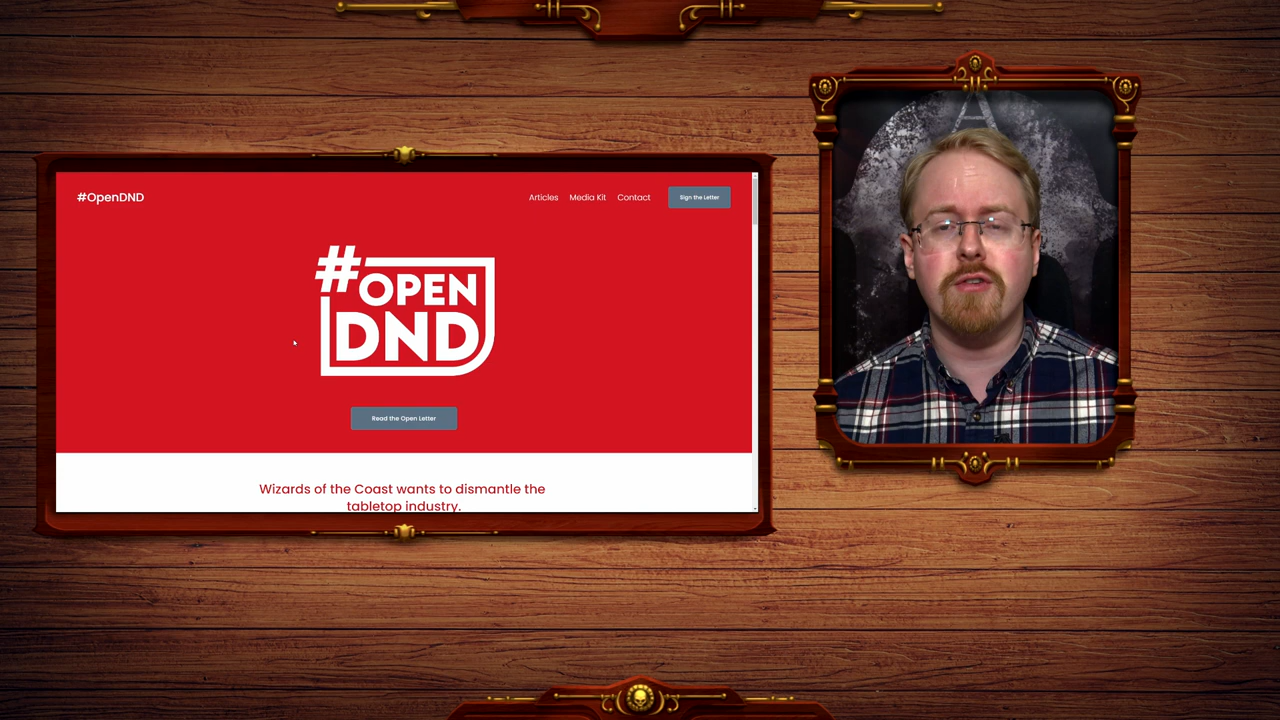 #OpenDND
Articles Media Kit Contact Sign the Letter
#OPEN
DND
Read the Open Letter
Wizards of the Coast wants to dismantle the
tabletop industry.